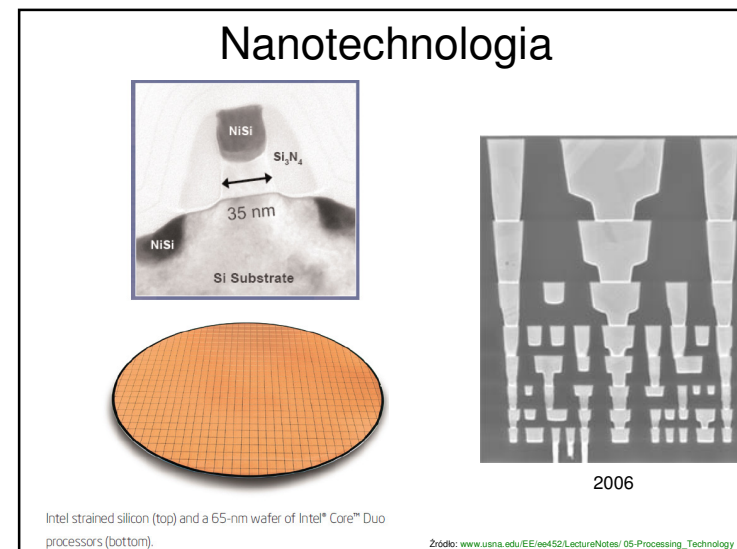 Nanotechnologia
NiSi
Si3N4
35 nm
NiSi
Si Substrate
2006
Intel strained silicon (top) and a 65-nm wafer of Intel® Core™ Duo
processors (bottom).
Źródło: www.usna.edu/EE/ee452/LectureNotes/ 05-Processing_Technology